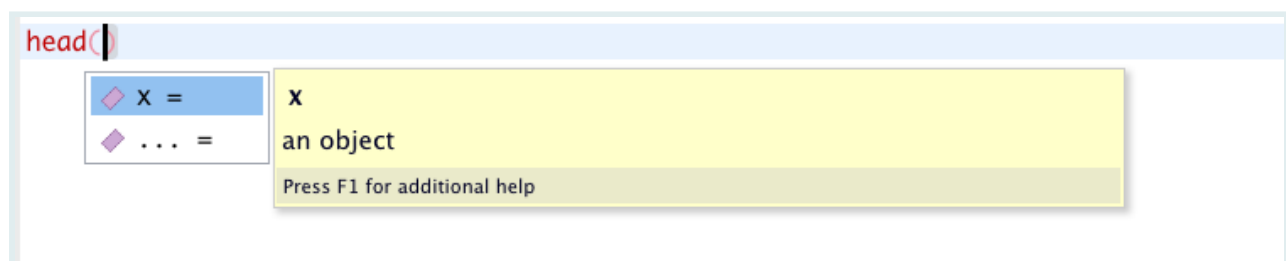 head()
x =
... =
x
an object
Press F1 for additional help